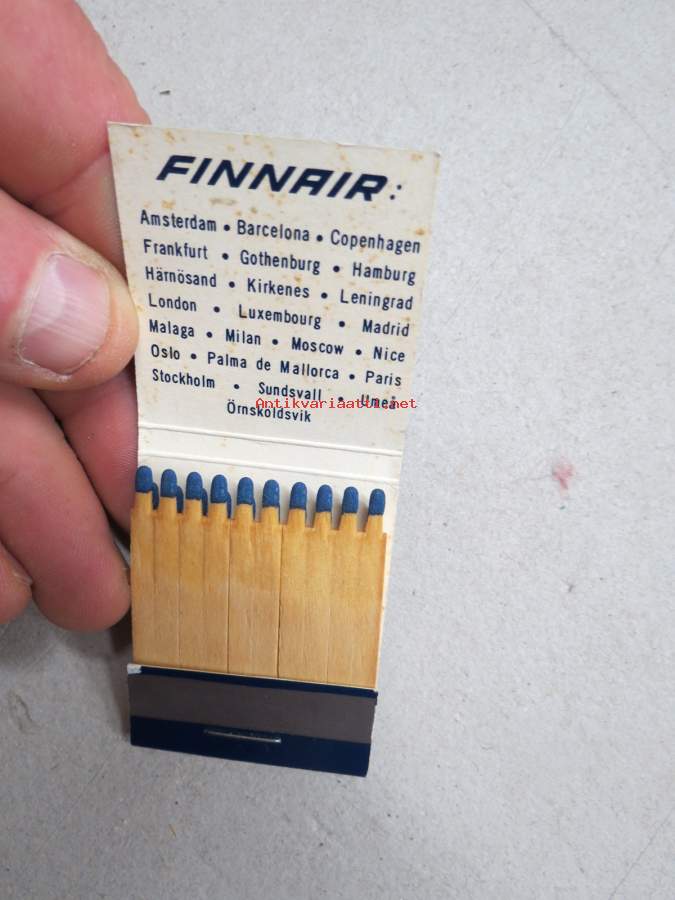 FINNAIR:
Amsterdam • Barcelona • Copenhagen
Frankfurt • Gothenburg • Hamburg
Härnösand • Kirkenes • Leningrad
London • Luxembourg • Madrid
Malaga • Milan • Moscow • Nice
Oslo • Palma de Mallorca • Paris
Stockholm • Sundsvall • Umeå
Antikvariaatti.net
Örnsköldsvik